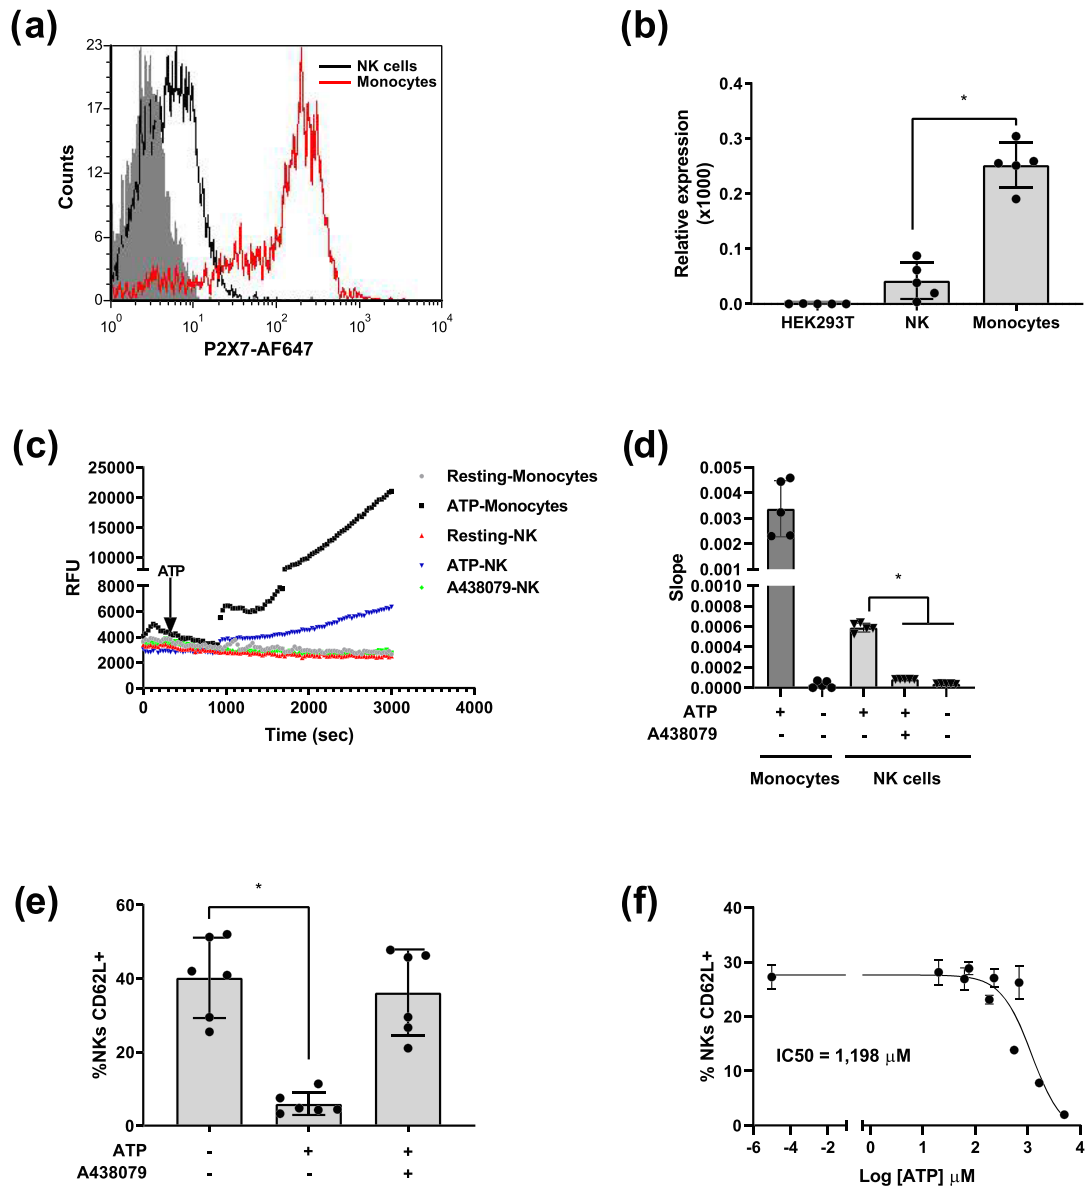 (a)
23
17
12
6
0
Counts
NK cells
Monocytes
10^0 10^1 10^2 10^3 10^4
P2X7-AF647
(b)
0.4
0.3
0.2
0.1
0.0
Relative expression
(x1000)
*
HEK293T NK Monocytes
(c)
25000
20000
15000
10000
8000
6000
4000
2000
0
RFU
ATP
Resting-Monocytes
ATP-Monocytes
Resting-NK
ATP-NK
A438079-NK
0 1000 2000 3000 4000
Time (sec)
(d)
0.005
0.004
0.003
0.002
0.001
0.0008
0.0006
0.0004
0.0002
0.0000
Slope
*
ATP + - + + -
A438079 - - - + -
Monocytes NK cells
(e)
60
40
20
0
%NKs CD62L+
*
ATP - + +
A438079 - - +
(f)
40
30
20
10
0
% NKs CD62L+
IC50 = 1,198 μM
-6 -4 -2 0 1 2 3 4
Log [ATP] μM